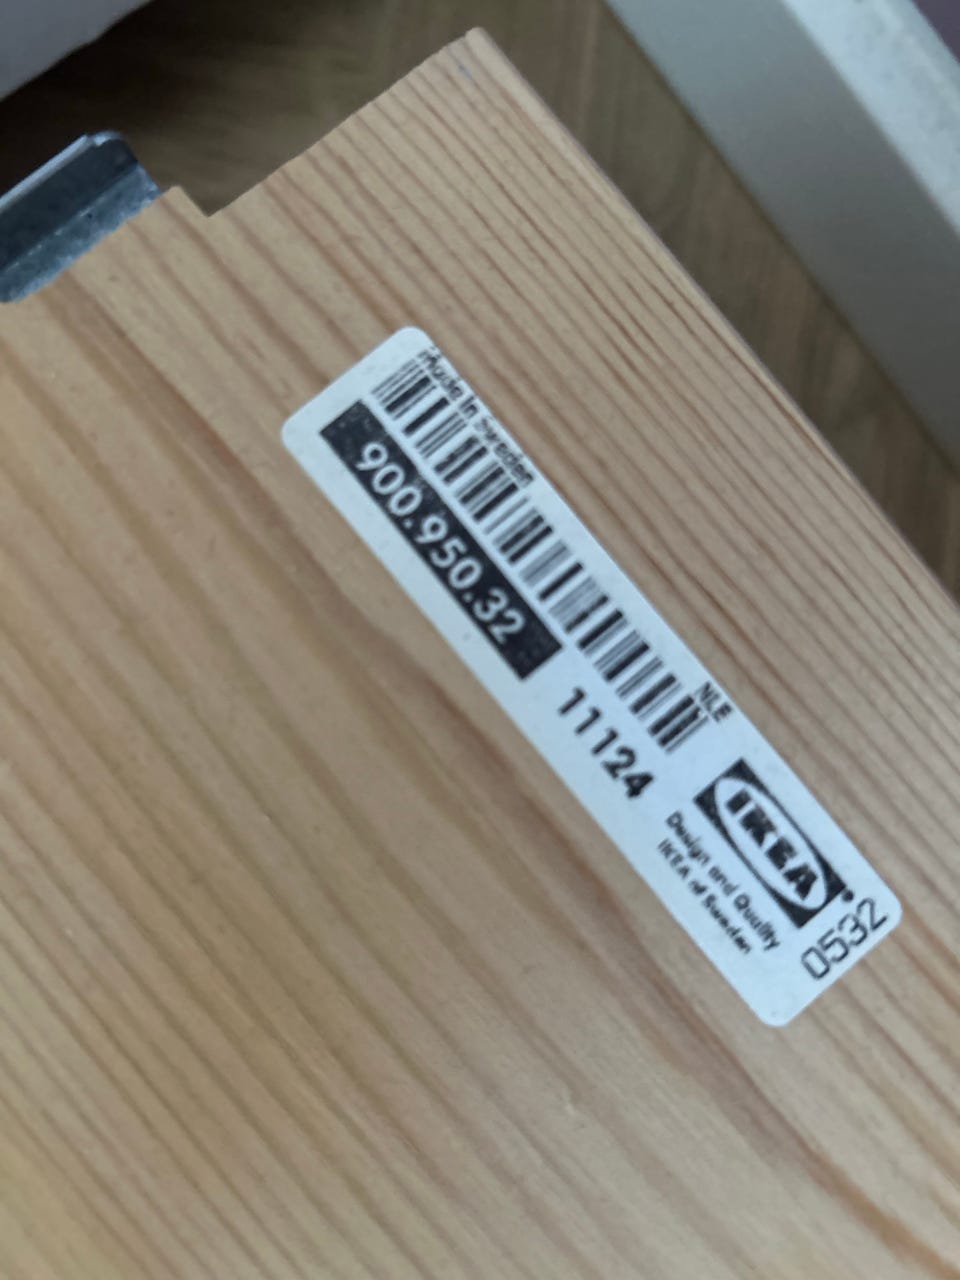 Made in Sweden
900.950.32
11124
NLE
IKEA
Design and Quality
IKEA of Sweden
0532